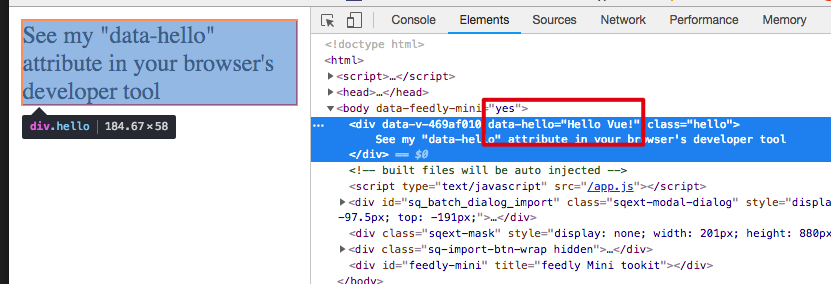 See my "data-hello"
attribute in your browser's
developer tool
div.hello | 184.67×58
Console Elements Sources Network Performance Memory
<!doctype html>
<html>
▶<script>…</script>
▶<head>…</head>
▼<body data-feedly-mini="yes">
… <div data-v-469af010 data-hello="Hello Vue!" class="hello">
See my "data-hello" attribute in your browser's developer tool
</div> == $0
<!-- built files will be auto injected -->
<script type="text/javascript" src="/app.js"></script>
▶<div id="sq_batch_dialog_import" class="sqext-modal-dialog" style="displa
-97.5px; top: -191px;">…</div>
<div class="sqext-mask" style="display: none; width: 201px; height: 880px
▶<div class="sq-import-btn-wrap hidden">…</div>
<div id="feedly-mini" title="feedly Mini tookit"></div>
</body>